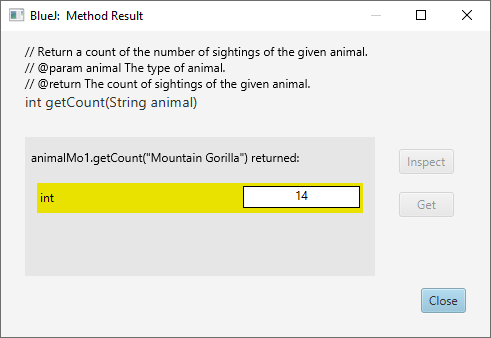 BlueJ:  Method Result
// Return a count of the number of sightings of the given animal.
// @param animal The type of animal.
// @return The count of sightings of the given animal.
int getCount(String animal)
animalMo1.getCount("Mountain Gorilla") returned:
int 14
Inspect
Get
Close